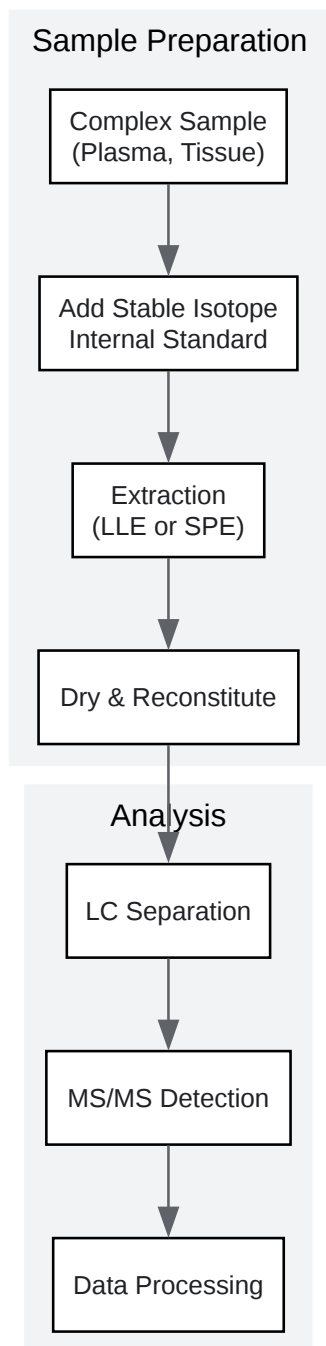 Sample Preparation
Complex Sample
(Plasma, Tissue)
Add Stable Isotope
Internal Standard
Extraction
(LLE or SPE)
Dry & Reconstitute
Analysis
LC Separation
MS/MS Detection
Data Processing